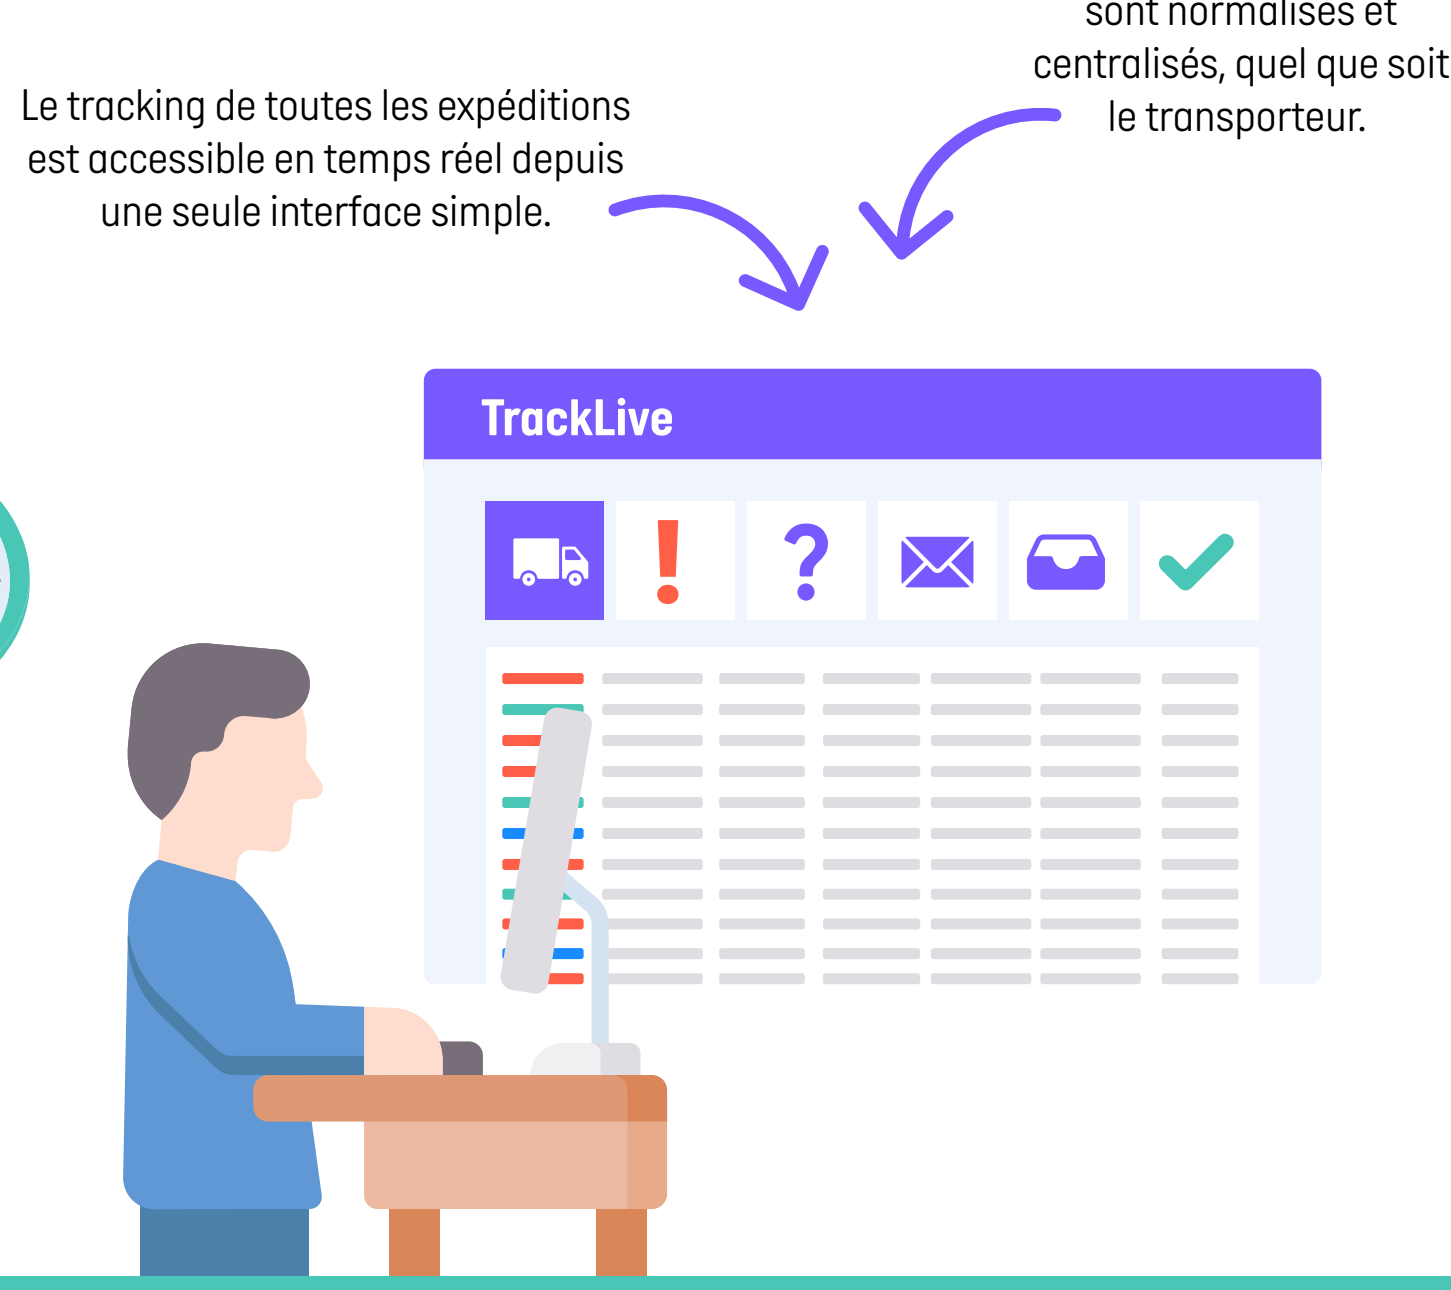 Le tracking de toutes les expéditions
est accessible en temps réel depuis
une seule interface simple.
sont normalisés et
centralisés, quel que soit
le transporteur.
TrackLive